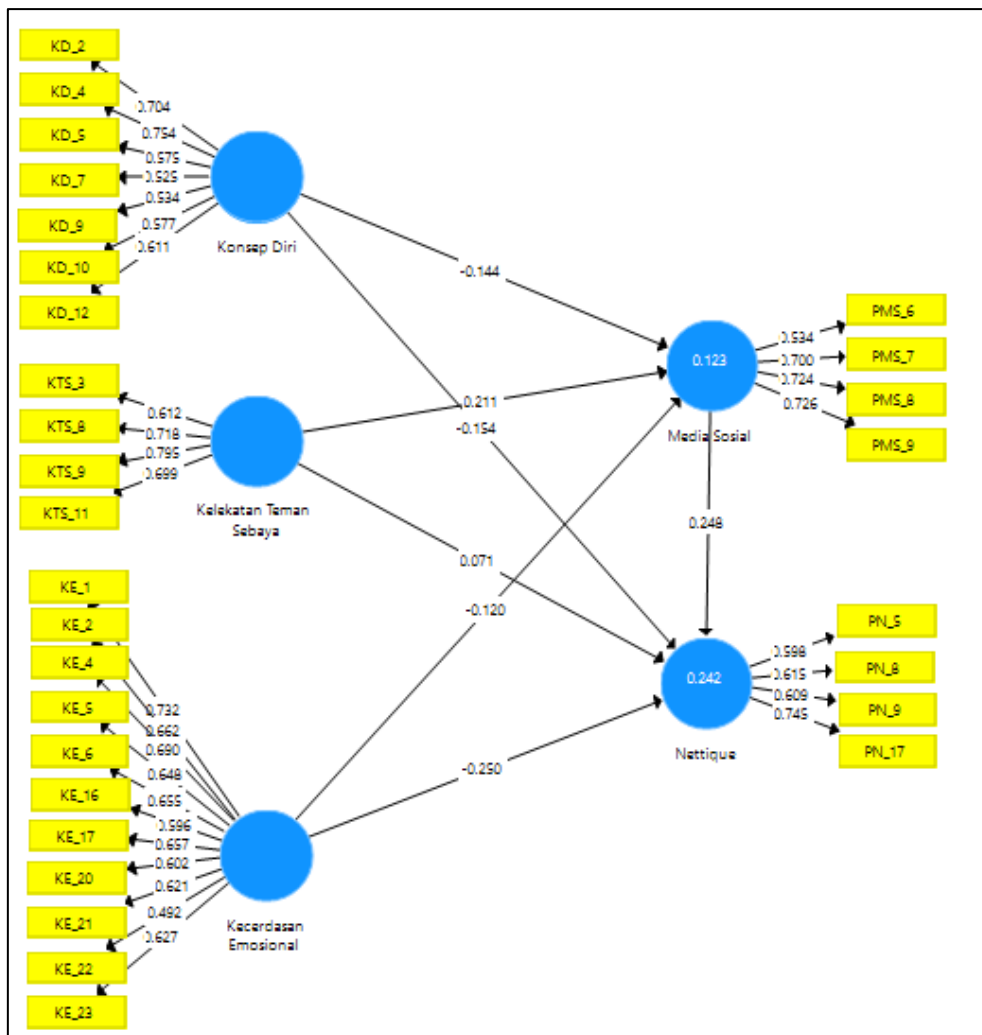 KD_2
KD_4
KD_5
KD_7
KD_9
KD_10
KD_12
0.704
0.754
0.575
0.525
0.534
0.577
0.611
Konsep Diri
KTS_3
KTS_8
KTS_9
KTS_11
0.612
0.718
0.795
0.699
Kelekatan Teman
Sebaya
KE_1
KE_2
KE_4
KE_5
KE_6
KE_16
KE_17
KE_20
KE_21
KE_22
KE_23
0.732
0.662
0.690
0.648
0.655
0.596
0.657
0.602
0.621
0.492
0.627
Kecerdasan
Emosional
-0.144
0.211
-0.154
0.071
-0.120
-0.250
0.123
Media Sosial
0.248
0.242
Nettique
0.534
0.700
0.724
0.726
PMS_6
PMS_7
PMS_8
PMS_9
0.598
0.615
0.609
0.745
PN_5
PN_8
PN_9
PN_17